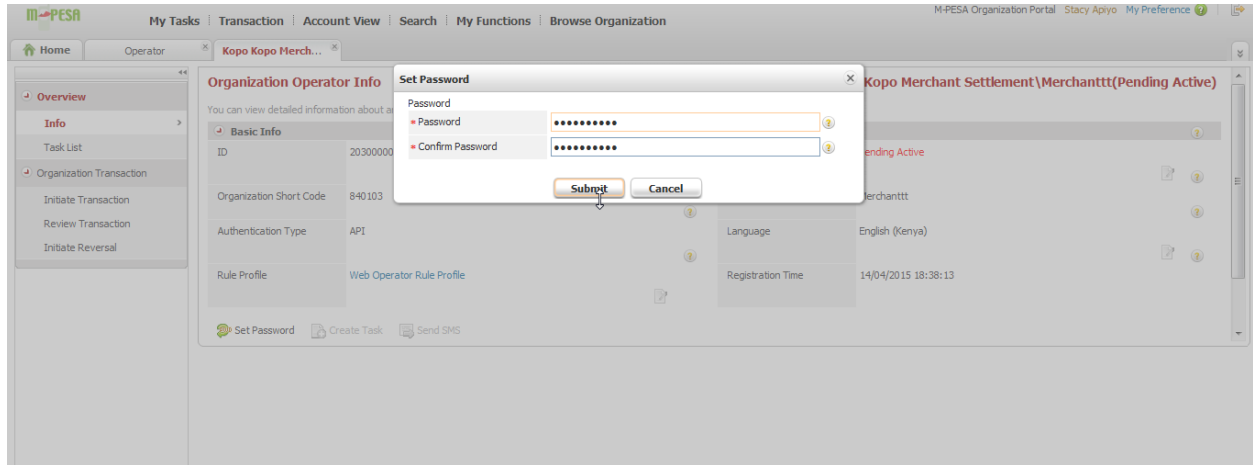 M-PESA
M-PESA Organization Portal Stacy Apiyo My Preference
My Tasks Transaction Account View Search My Functions Browse Organization
Home Operator Kopo Kopo Merch...
Overview
Info
Task List
Organization Transaction
Initiate Transaction
Review Transaction
Initiate Reversal
Organization Operator Info
Kopo Merchant Settlement\Merchanttt(Pending Active)
You can view detailed information about
Basic Info
ID 20300000
ending Active
Organization Short Code 840103
Merchanttt
Authentication Type API Language English (Kenya)
Rule Profile Web Operator Rule Profile Registration Time 14/04/2015 18:38:13
Set Password Create Task Send SMS
Set Password
Password
Password ••••••••••
Confirm Password ••••••••••
Submit Cancel